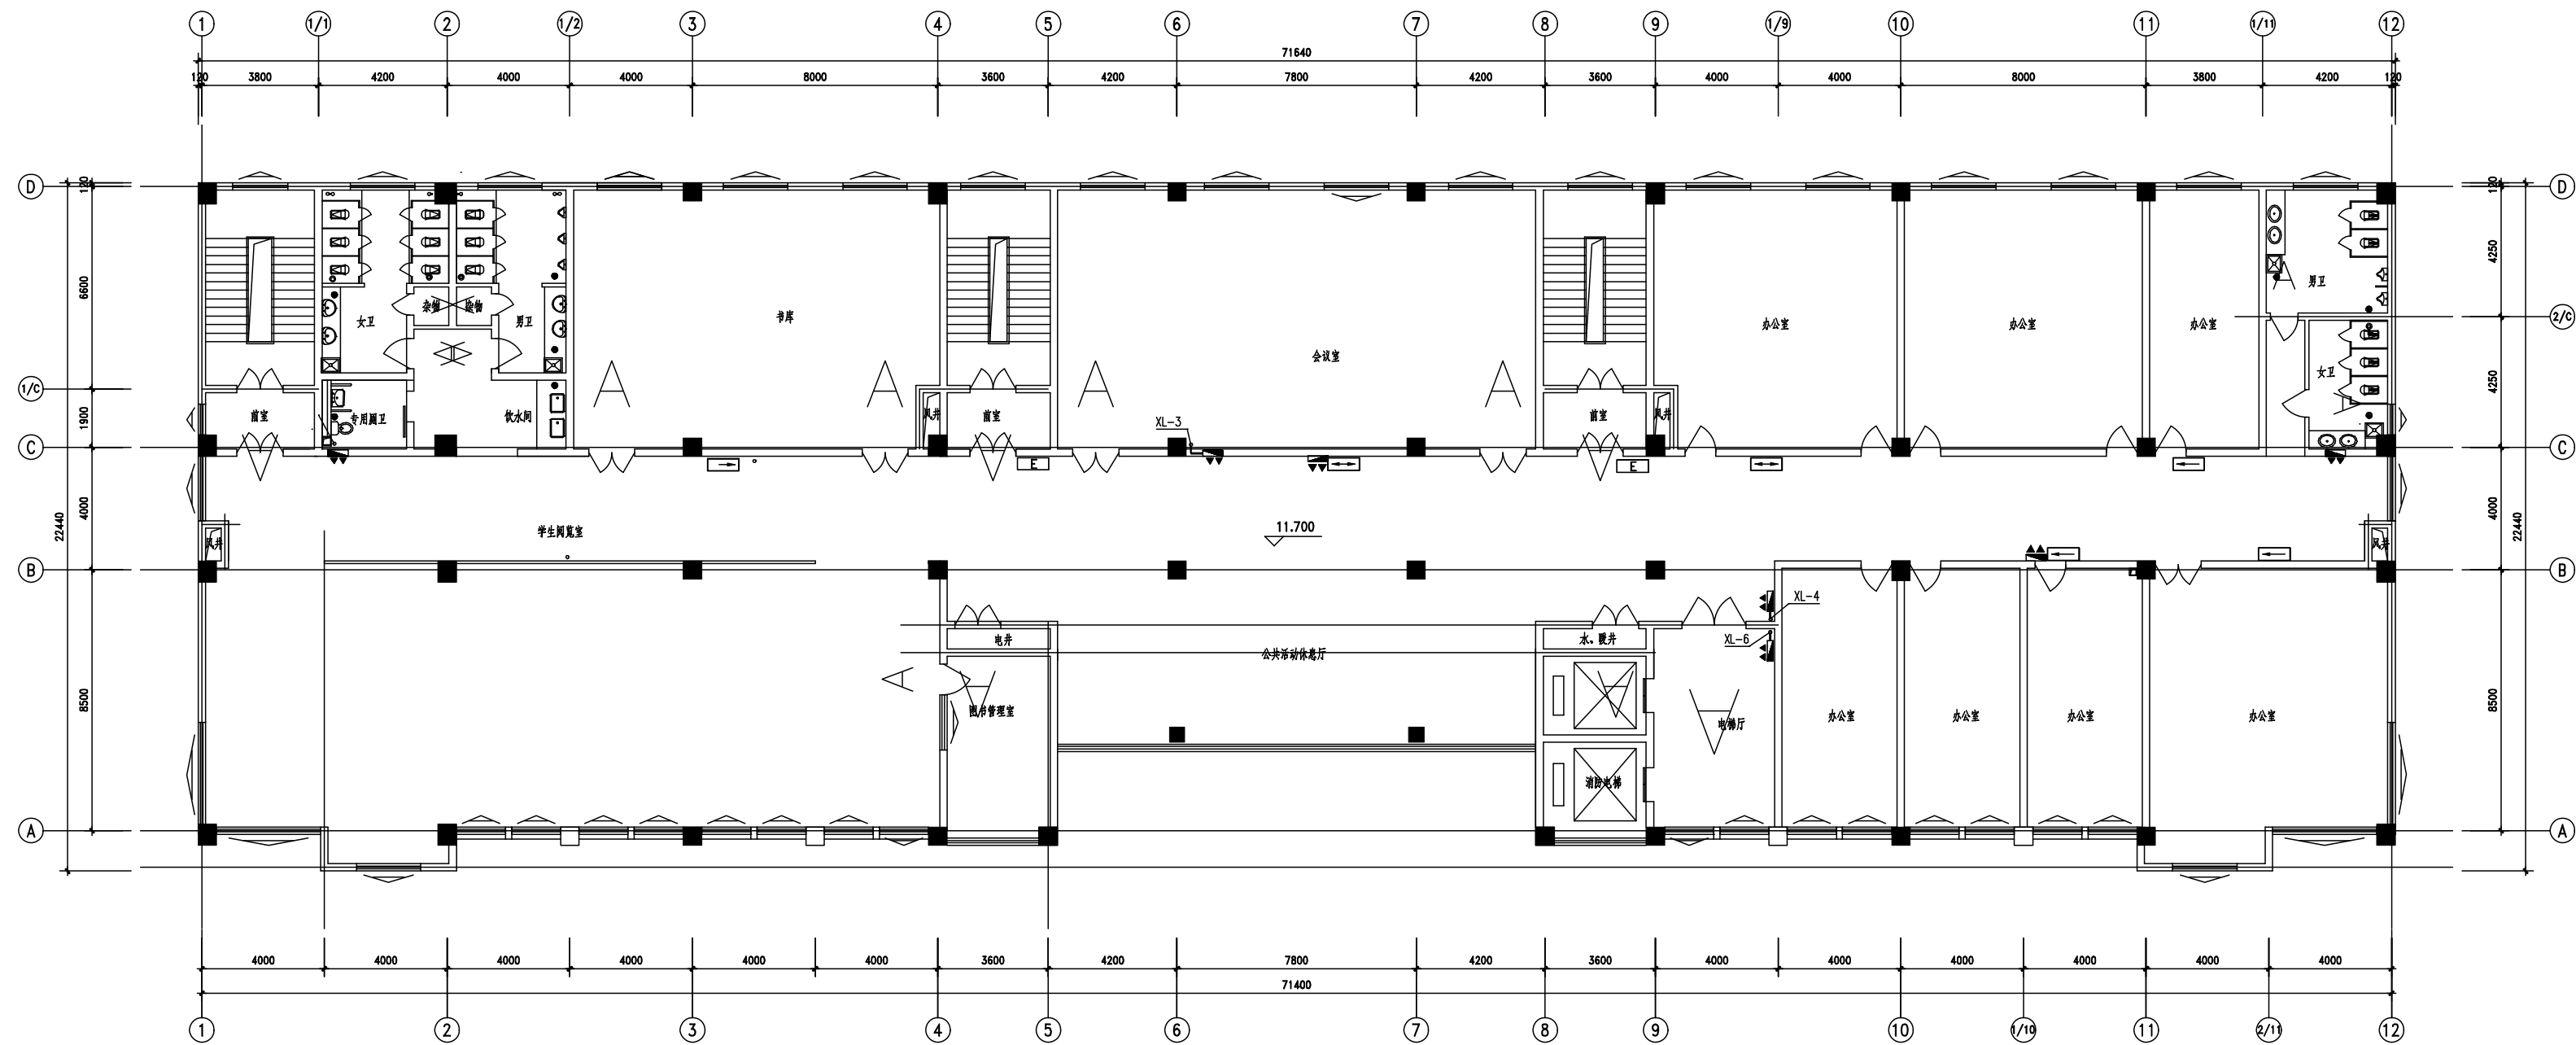 1 1/1 2 1/2 3 4 5 6 7 8 9 1/9 10 11 1/11 12
71640
120 3800 4200 4000 4000 8000 3600 4200 7800 4200 3600 4000 4000 8000 3800 4200 120
D D
120 120
6600
4250
女卫
杂物
杂物
男卫
书库
会议室
办公室
办公室
办公室
男卫
女卫
2/C
1/C
1900
4250
前室
专用厕卫
饮水间
风井
前室
XL-3
前室
风井
C C
E
E
4000
22440
风井
学生阅览室
11.700
风井
4000
22440
B B
8500
电井
图书管理室
公共活动休息厅
水、暖井
XL-4
XL-6
电梯厅
消防电梯
办公室
办公室
办公室
办公室
8500
A A
4000 4000 4000 4000 4000 4000 3600 4200 7800 4200 3600 4000 4000 4000 4000 4000 4000
71400
1 2 3 4 5 6 7 8 9 10 1/10 11 2/11 12